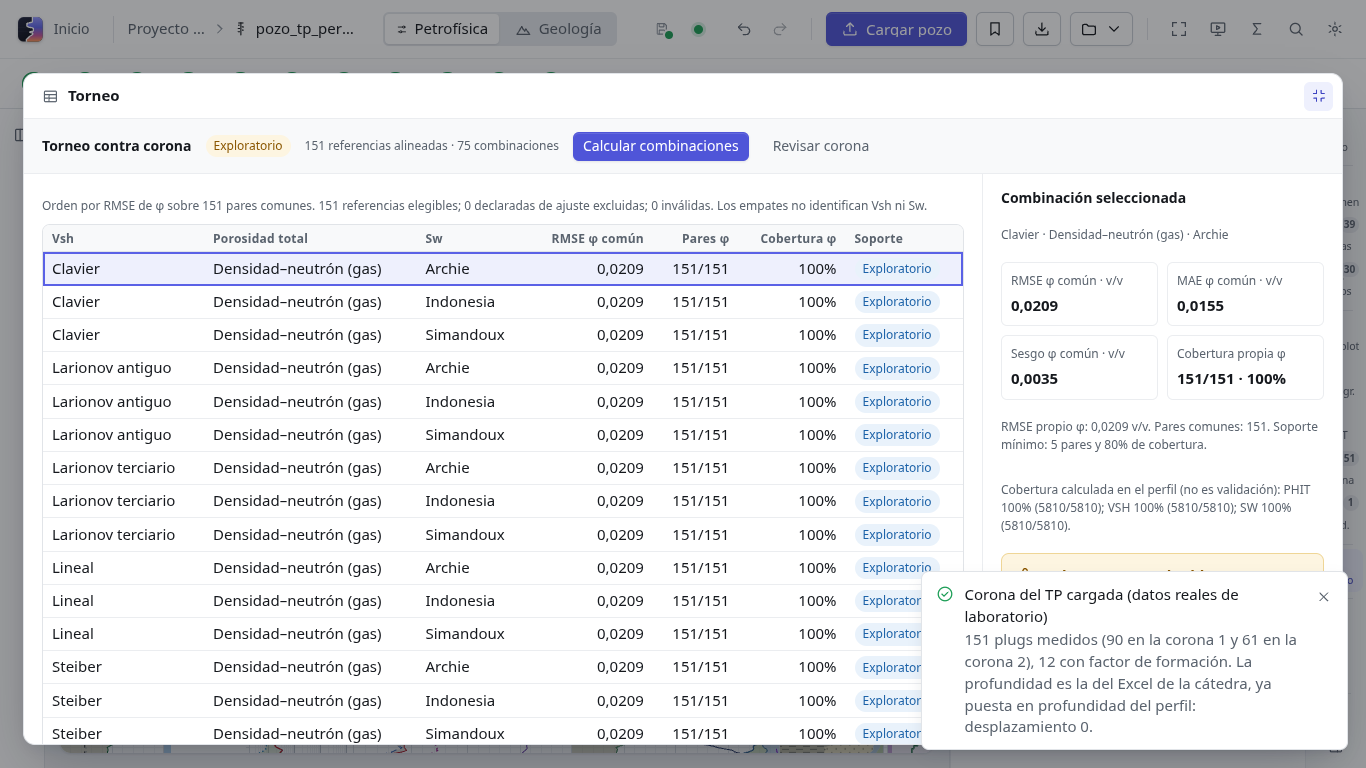 Inicio
Proyecto ...
pozo_tp_per...
Petrofísica
Geología
Cargar pozo
Torneo
Torneo contra corona
Exploratorio
151 referencias alineadas · 75 combinaciones
Calcular combinaciones
Revisar corona
Orden por RMSE de φ sobre 151 pares comunes. 151 referencias elegibles; 0 declaradas de ajuste excluidas; 0 inválidas. Los empates no identifican Vsh ni Sw.
Vsh Porosidad total Sw RMSE φ común Pares φ Cobertura φ Soporte
Clavier Densidad–neutrón (gas) Archie 0,0209 151/151 100% Exploratorio
Clavier Densidad–neutrón (gas) Indonesia 0,0209 151/151 100% Exploratorio
Clavier Densidad–neutrón (gas) Simandoux 0,0209 151/151 100% Exploratorio
Larionov antiguo Densidad–neutrón (gas) Archie 0,0209 151/151 100% Exploratorio
Larionov antiguo Densidad–neutrón (gas) Indonesia 0,0209 151/151 100% Exploratorio
Larionov antiguo Densidad–neutrón (gas) Simandoux 0,0209 151/151 100% Exploratorio
Larionov terciario Densidad–neutrón (gas) Archie 0,0209 151/151 100% Exploratorio
Larionov terciario Densidad–neutrón (gas) Indonesia 0,0209 151/151 100% Exploratorio
Larionov terciario Densidad–neutrón (gas) Simandoux 0,0209 151/151 100% Exploratorio
Lineal Densidad–neutrón (gas) Archie 0,0209 151/151 100% Exploratorio
Lineal Densidad–neutrón (gas) Indonesia 0,0209 151/151 100% Explorator
Lineal Densidad–neutrón (gas) Simandoux 0,0209 151/151 100% Explorator
Steiber Densidad–neutrón (gas) Archie 0,0209 151/151 100% Explorator
Steiber Densidad–neutrón (gas) Indonesia 0,0209 151/151 100% Explorator
Steiber Densidad–neutrón (gas) Simandoux 0,0209 151/151 100% Explorator
Combinación seleccionada
Clavier · Densidad–neutrón (gas) · Archie
RMSE φ común · v/v
0,0209
MAE φ común · v/v
0,0155
Sesgo φ común · v/v
0,0035
Cobertura propia φ
151/151 · 100%
RMSE propio φ: 0,0209 v/v. Pares comunes: 151. Soporte
mínimo: 5 pares y 80% de cobertura.
Cobertura calculada en el perfil (no es validación): PHIT
100% (5810/5810); VSH 100% (5810/5810); SW 100%
(5810/5810).
Corona del TP cargada (datos reales de
laboratorio)
151 plugs medidos (90 en la corona 1 y 61 en la
corona 2), 12 con factor de formación. La
profundidad es la del Excel de la cátedra, ya
puesta en profundidad del perfil:
desplazamiento 0.
39
30
51
1